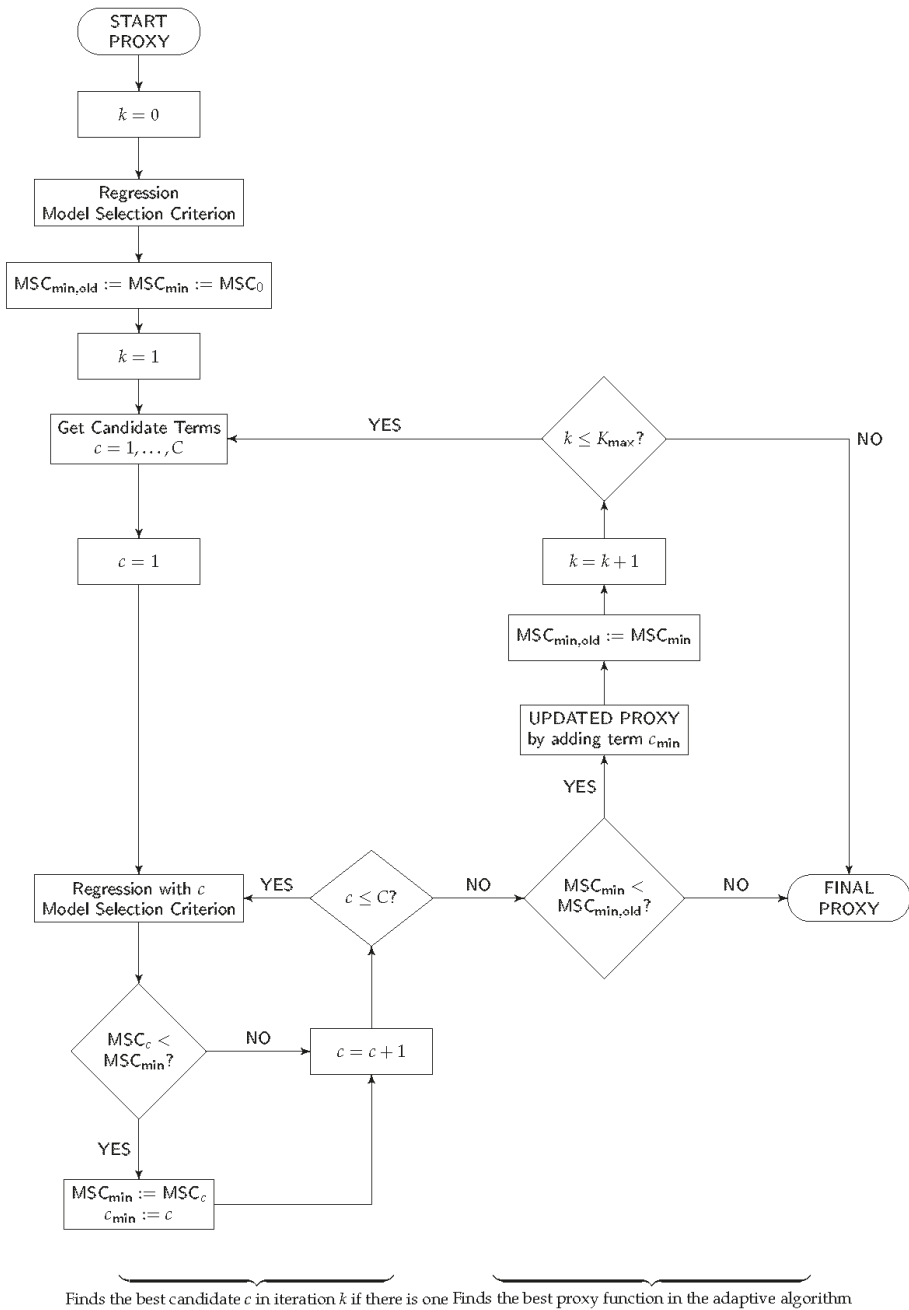 START
PROXY
k = 0
Regression
Model Selection Criterion
MSC_min,old := MSC_min := MSC_0
k = 1
Get Candidate Terms
c = 1, . . . , C
YES
k ≤ K_max?
NO
c = 1
k = k + 1
MSC_min,old := MSC_min
UPDATED PROXY
by adding term c_min
YES
Regression with c
Model Selection Criterion
YES
c ≤ C?
NO
MSC_min <
MSC_min,old?
NO
FINAL
PROXY
MSC_c <
MSC_min?
NO
c = c + 1
YES
MSC_min := MSC_c
c_min := c
Finds the best candidate c in iteration k if there is one
Finds the best proxy function in the adaptive algorithm